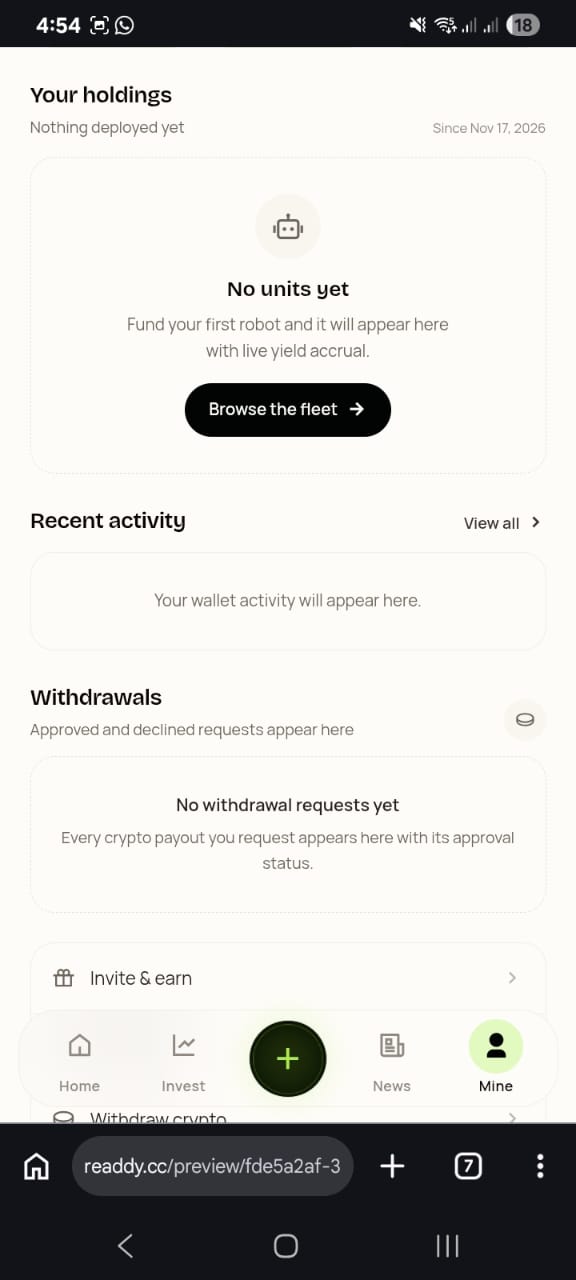 4:54
18
Your holdings
Nothing deployed yet
Since Nov 17, 2026
No units yet
Fund your first robot and it will appear here
with live yield accrual.
Browse the fleet
Recent activity
View all
Your wallet activity will appear here.
Withdrawals
Approved and declined requests appear here
No withdrawal requests yet
Every crypto payout you request appears here with its approval
status.
Invite & earn
Home
Invest
News
Mine
Withdraw crypto
readdy.cc/preview/fde5a2af-3
7